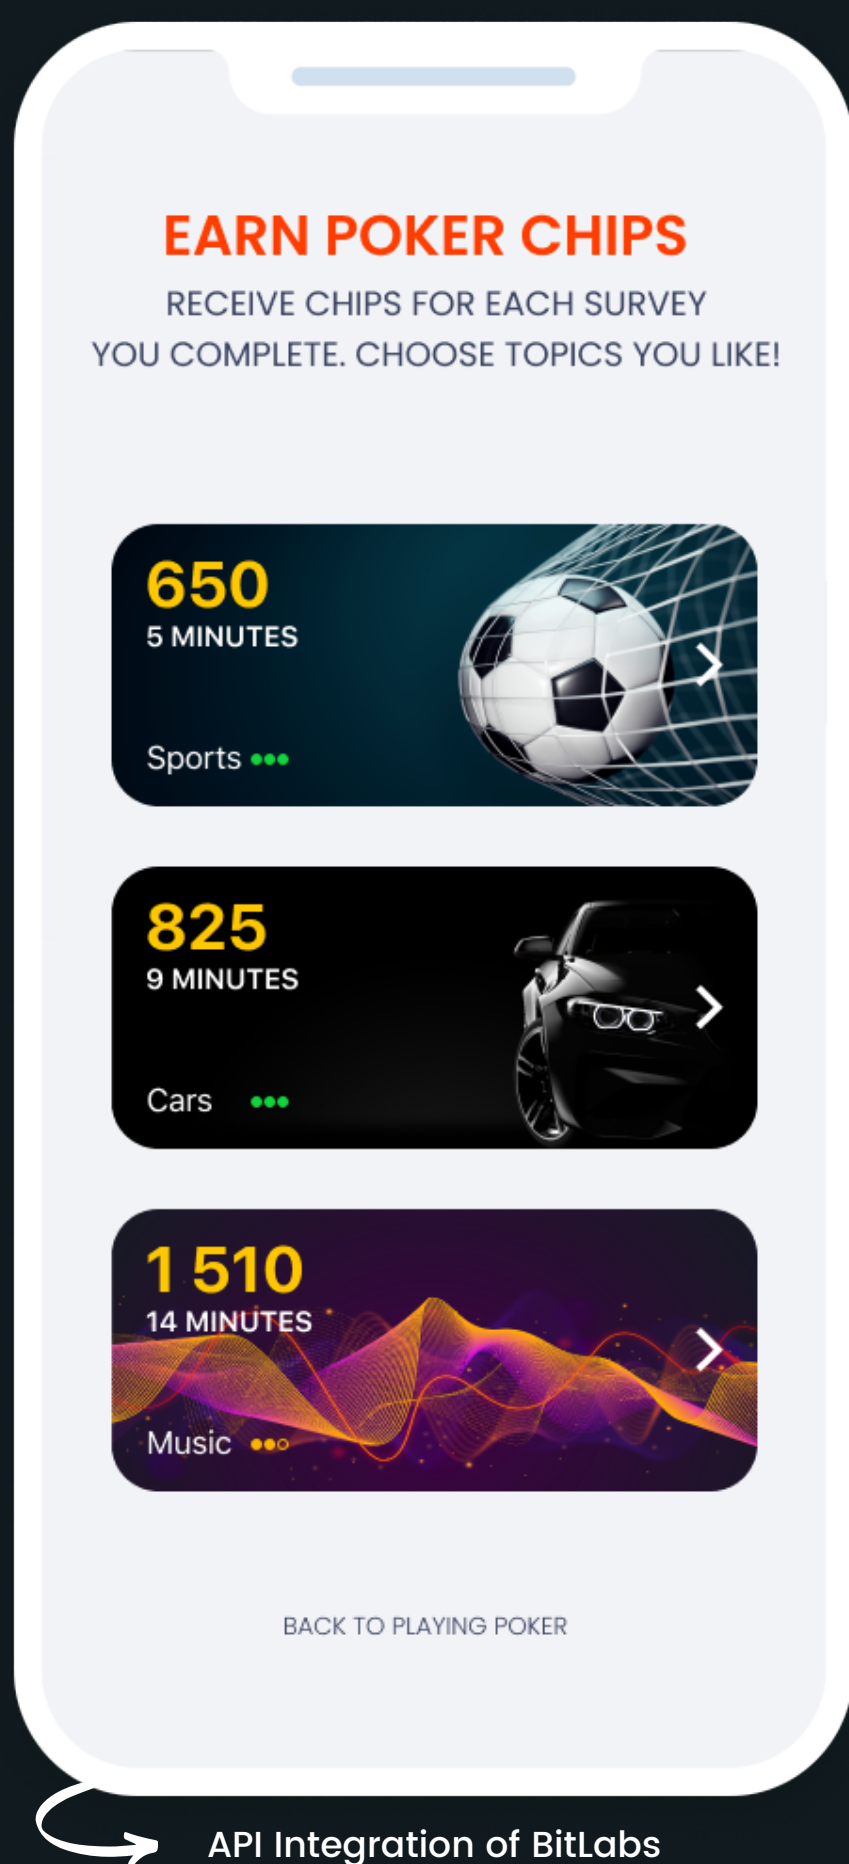 EARN POKER CHIPS
RECEIVE CHIPS FOR EACH SURVEY
YOU COMPLETE. CHOOSE TOPICS YOU LIKE!
650
5 MINUTES
Sports
825
9 MINUTES
Cars
1 510
14 MINUTES
Music
BACK TO PLAYING POKER
API Integration of BitLabs